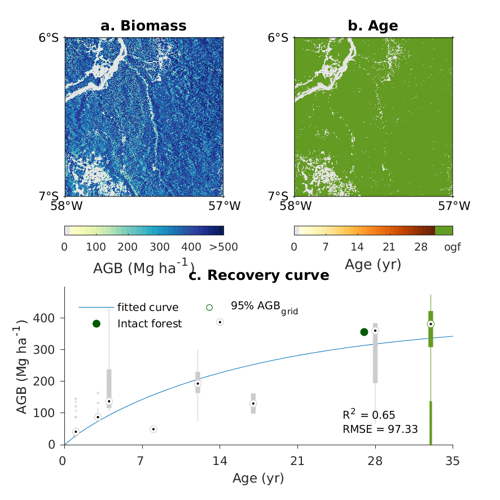 a. Biomass
b. Age
6°S
6°S
7°S
7°S
58°W
57°W
58°W
57°W
0 100 200 300 400 >500
0 7 14 21 28 ogf
AGB (Mg ha-1)
Age (yr)
c. Recovery curve
fitted curve
95% AGBgrid
Intact forest
400
300
200
100
0
AGB (Mg ha-1)
R2 = 0.65
RMSE = 97.33
0 7 14 21 28 35
Age (yr)